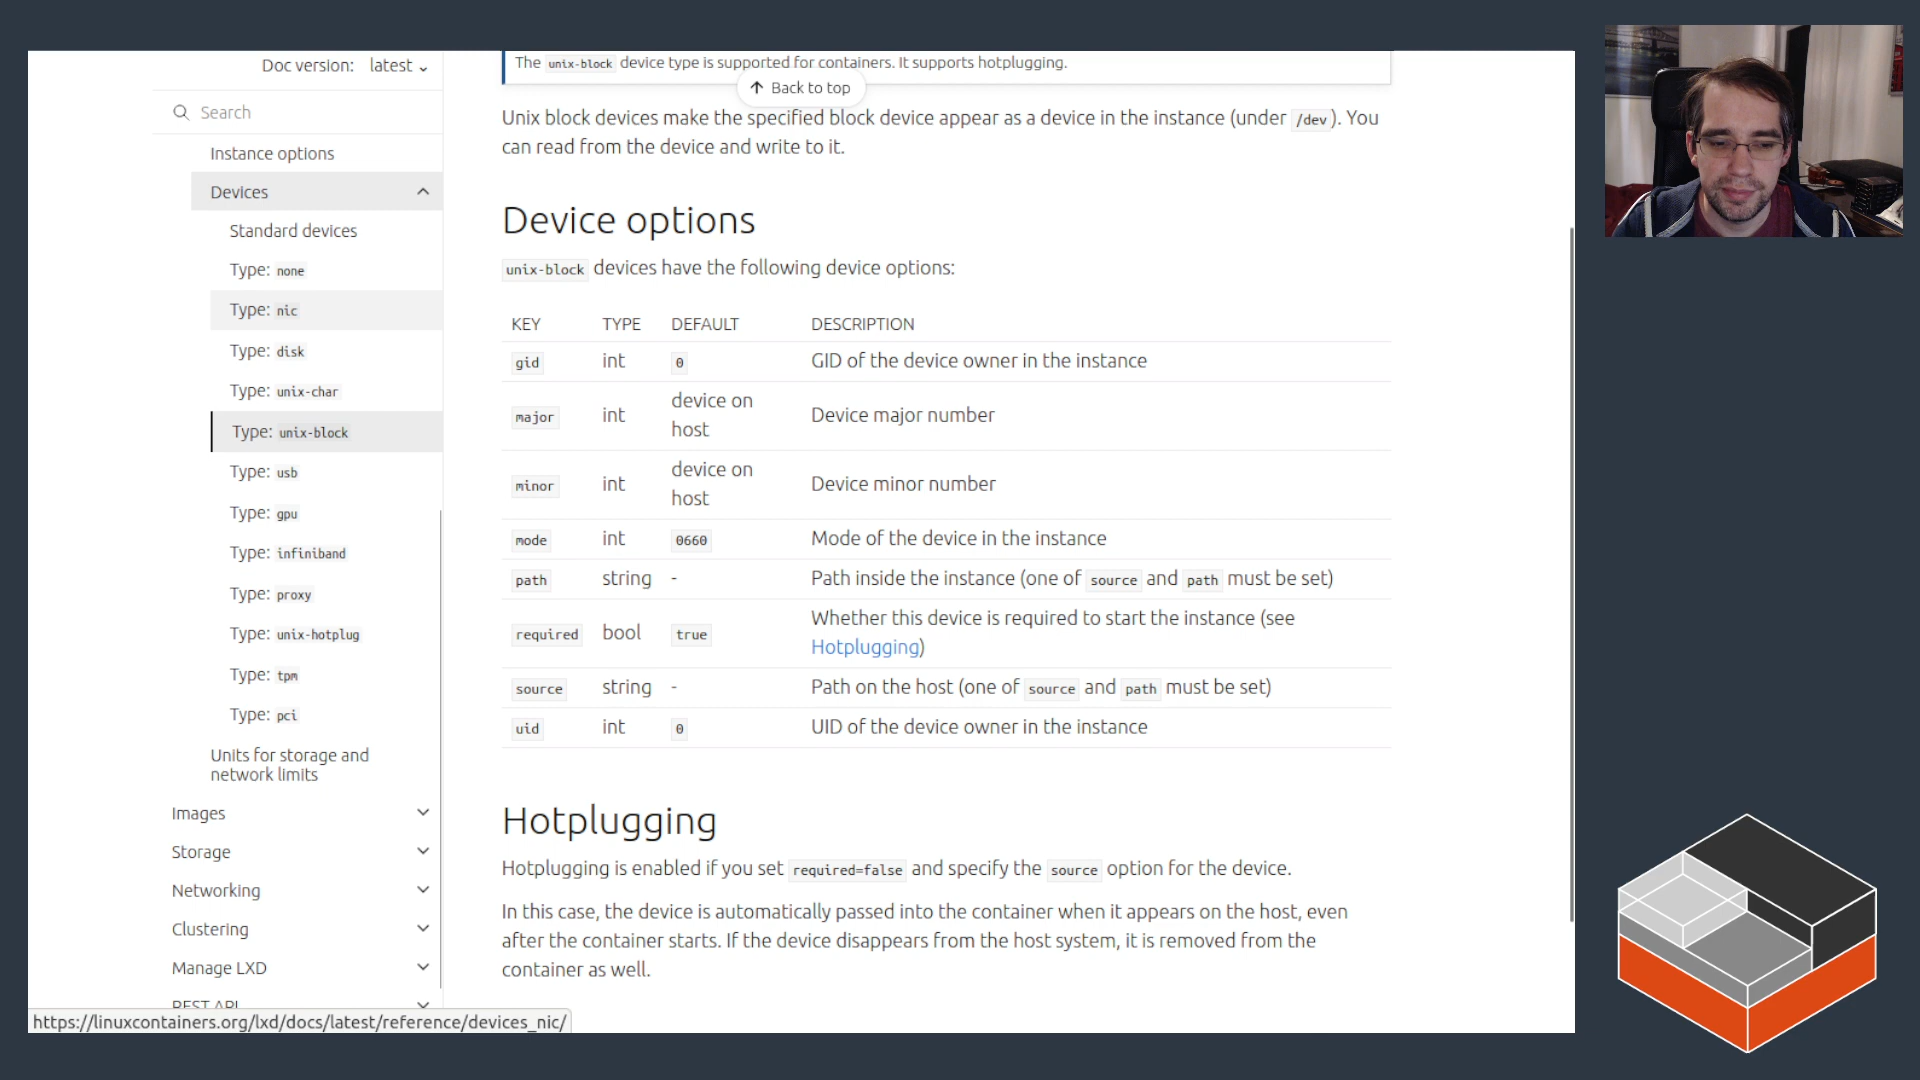 Doc version: latest
Search
Instance options
Devices
Standard devices
Type: none
Type: nic
Type: disk
Type: unix-char
Type: unix-block
Type: usb
Type: gpu
Type: infiniband
Type: proxy
Type: unix-hotplug
Type: tpm
Type: pci
Units for storage and
network limits
Images
Storage
Networking
Clustering
Manage LXD
REST API
https://linuxcontainers.org/lxd/docs/latest/reference/devices_nic/
The unix-block device type is supported for containers. It supports hotplugging.
↑ Back to top
Unix block devices make the specified block device appear as a device in the instance (under /dev). You
can read from the device and write to it.
Device options
unix-block devices have the following device options:
KEY TYPE DEFAULT DESCRIPTION
gid int 0 GID of the device owner in the instance
major int device on host Device major number
minor int device on host Device minor number
mode int 0660 Mode of the device in the instance
path string - Path inside the instance (one of source and path must be set)
required bool true Whether this device is required to start the instance (see
Hotplugging)
source string - Path on the host (one of source and path must be set)
uid int 0 UID of the device owner in the instance
Hotplugging
Hotplugging is enabled if you set required=false and specify the source option for the device.
In this case, the device is automatically passed into the container when it appears on the host, even
after the container starts. If the device disappears from the host system, it is removed from the
container as well.